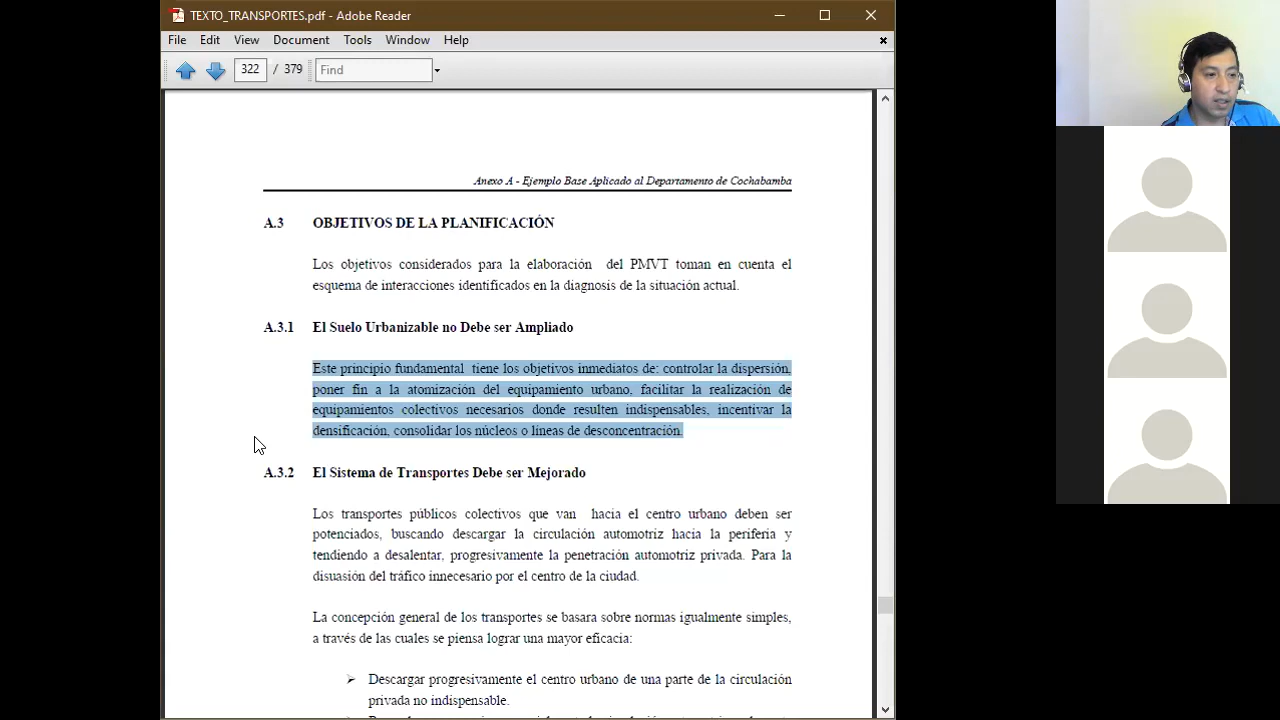 TEXTO_TRANSPORTES.pdf - Adobe Reader
File Edit View Document Tools Window Help
322 / 379 Find
Anexo A - Ejemplo Base Aplicado al Departamento de Cochabamba
A.3 OBJETIVOS DE LA PLANIFICACIÓN
Los objetivos considerados para la elaboración del PMVT toman en cuenta el
esquema de interacciones identificados en la diagnosis de la situación actual.
A.3.1 El Suelo Urbanizable no Debe ser Ampliado
Este principio fundamental tiene los objetivos inmediatos de: controlar la dispersión,
poner fin a la atomización del equipamiento urbano, facilitar la realización de
equipamientos colectivos necesarios donde resulten indispensables, incentivar la
densificación, consolidar los núcleos o líneas de desconcentración.
A.3.2 El Sistema de Transportes Debe ser Mejorado
Los transportes públicos colectivos que van hacia el centro urbano deben ser
potenciados, buscando descargar la circulación automotriz hacia la periferia y
tendiendo a desalentar, progresivamente la penetración automotriz privada. Para la
disuasión del tráfico innecesario por el centro de la ciudad.
La concepción general de los transportes se basara sobre normas igualmente simples,
a través de las cuales se piensa lograr una mayor eficacia:
Descargar progresivamente el centro urbano de una parte de la circulación
privada no indispensable.